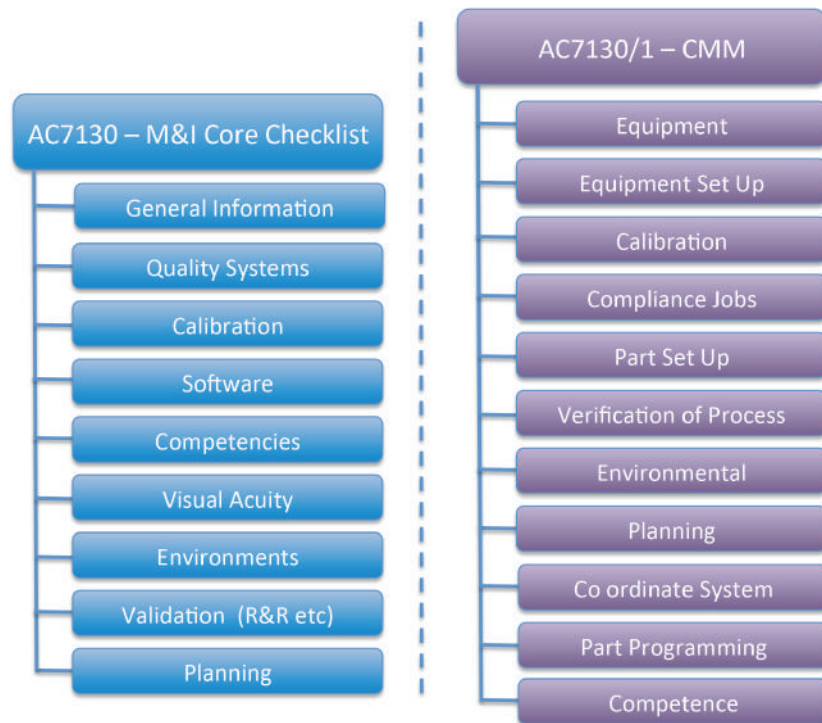 AC7130 – M&I Core Checklist
General Information
Quality Systems
Calibration
Software
Competencies
Visual Acuity
Environments
Validation (R&R etc)
Planning
AC7130/1 – CMM
Equipment
Equipment Set Up
Calibration
Compliance Jobs
Part Set Up
Verification of Process
Environmental
Planning
Co ordinate System
Part Programming
Competence